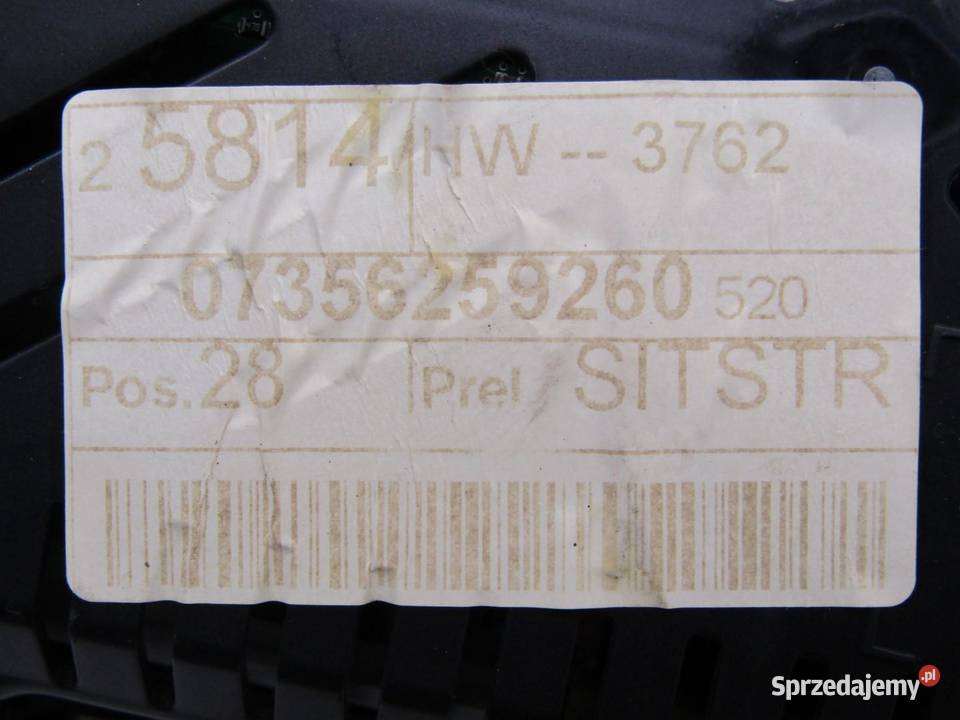 2 5814 HW -- 3762
07356259260 520
Pos. 28 Prel. SITSTR
Sprzedajemy.pl